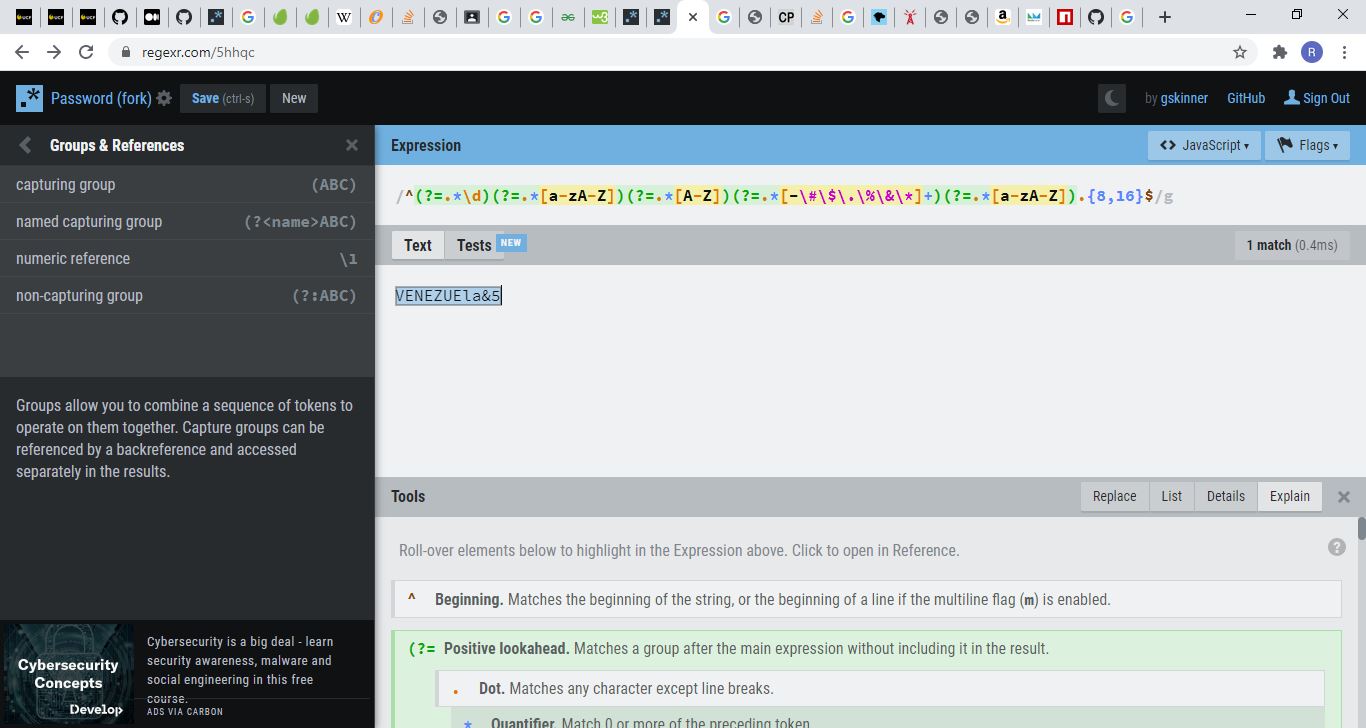 regexr.com/5hhqc
R
Password (fork)
Save (ctrl-s)
New
by gskinner
GitHub
Sign Out
Groups & References
capturing group (ABC)
named capturing group (?<name>ABC)
numeric reference \1
non-capturing group (?:ABC)
Groups allow you to combine a sequence of tokens to
operate on them together. Capture groups can be
referenced by a backreference and accessed
separately in the results.
Cybersecurity
Concepts
Develop
Cybersecurity is a big deal - learn
security awareness, malware and
social engineering in this free
course.
ADS VIA CARBON
Expression
JavaScript
Flags
/^(?=.*\d)(?=.*[a-zA-Z])(?=.*[A-Z])(?=.*[-\#\$\.\%\&\*]+)(?=.*[a-zA-Z]).{8,16}$/g
Text
Tests NEW
1 match (0.4ms)
VENEZUEla&5
Tools
Replace
List
Details
Explain
Roll-over elements below to highlight in the Expression above. Click to open in Reference.
^ Beginning. Matches the beginning of the string, or the beginning of a line if the multiline flag (m) is enabled.
(?= Positive lookahead. Matches a group after the main expression without including it in the result.
. Dot. Matches any character except line breaks.
* Quantifier. Match 0 or more of the preceding token.